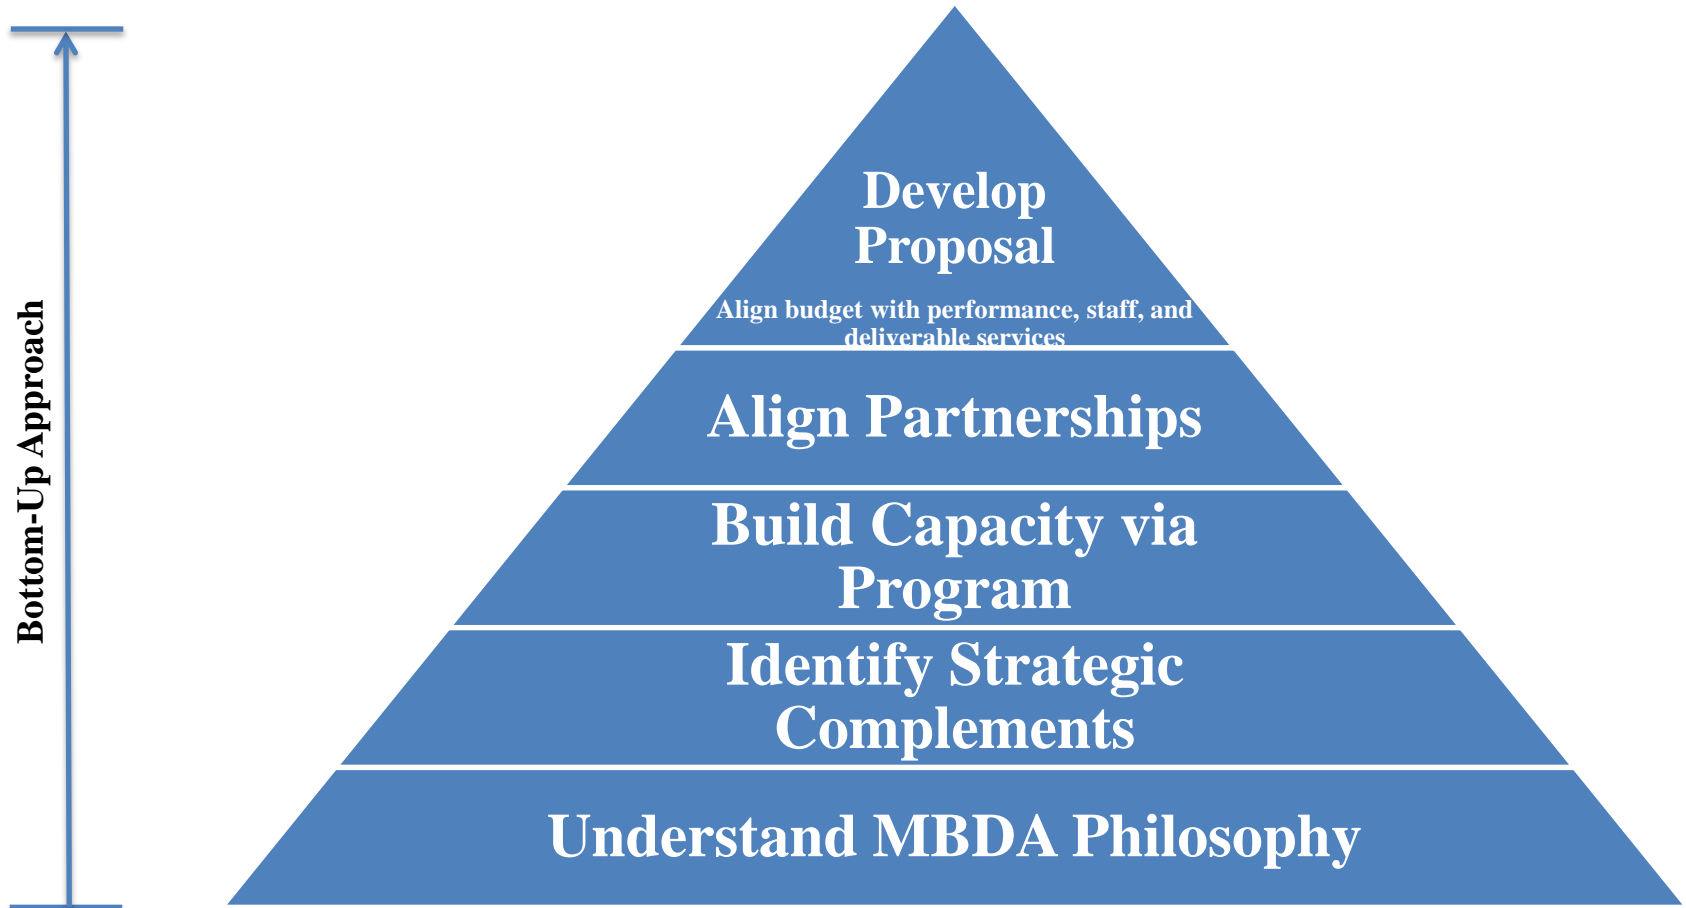 Develop
Proposal
Align budget with performance, staff, and
deliverable services
Align Partnerships
Build Capacity via
Program
Identify Strategic
Complements
Understand MBDA Philosophy
Bottom-Up Approach